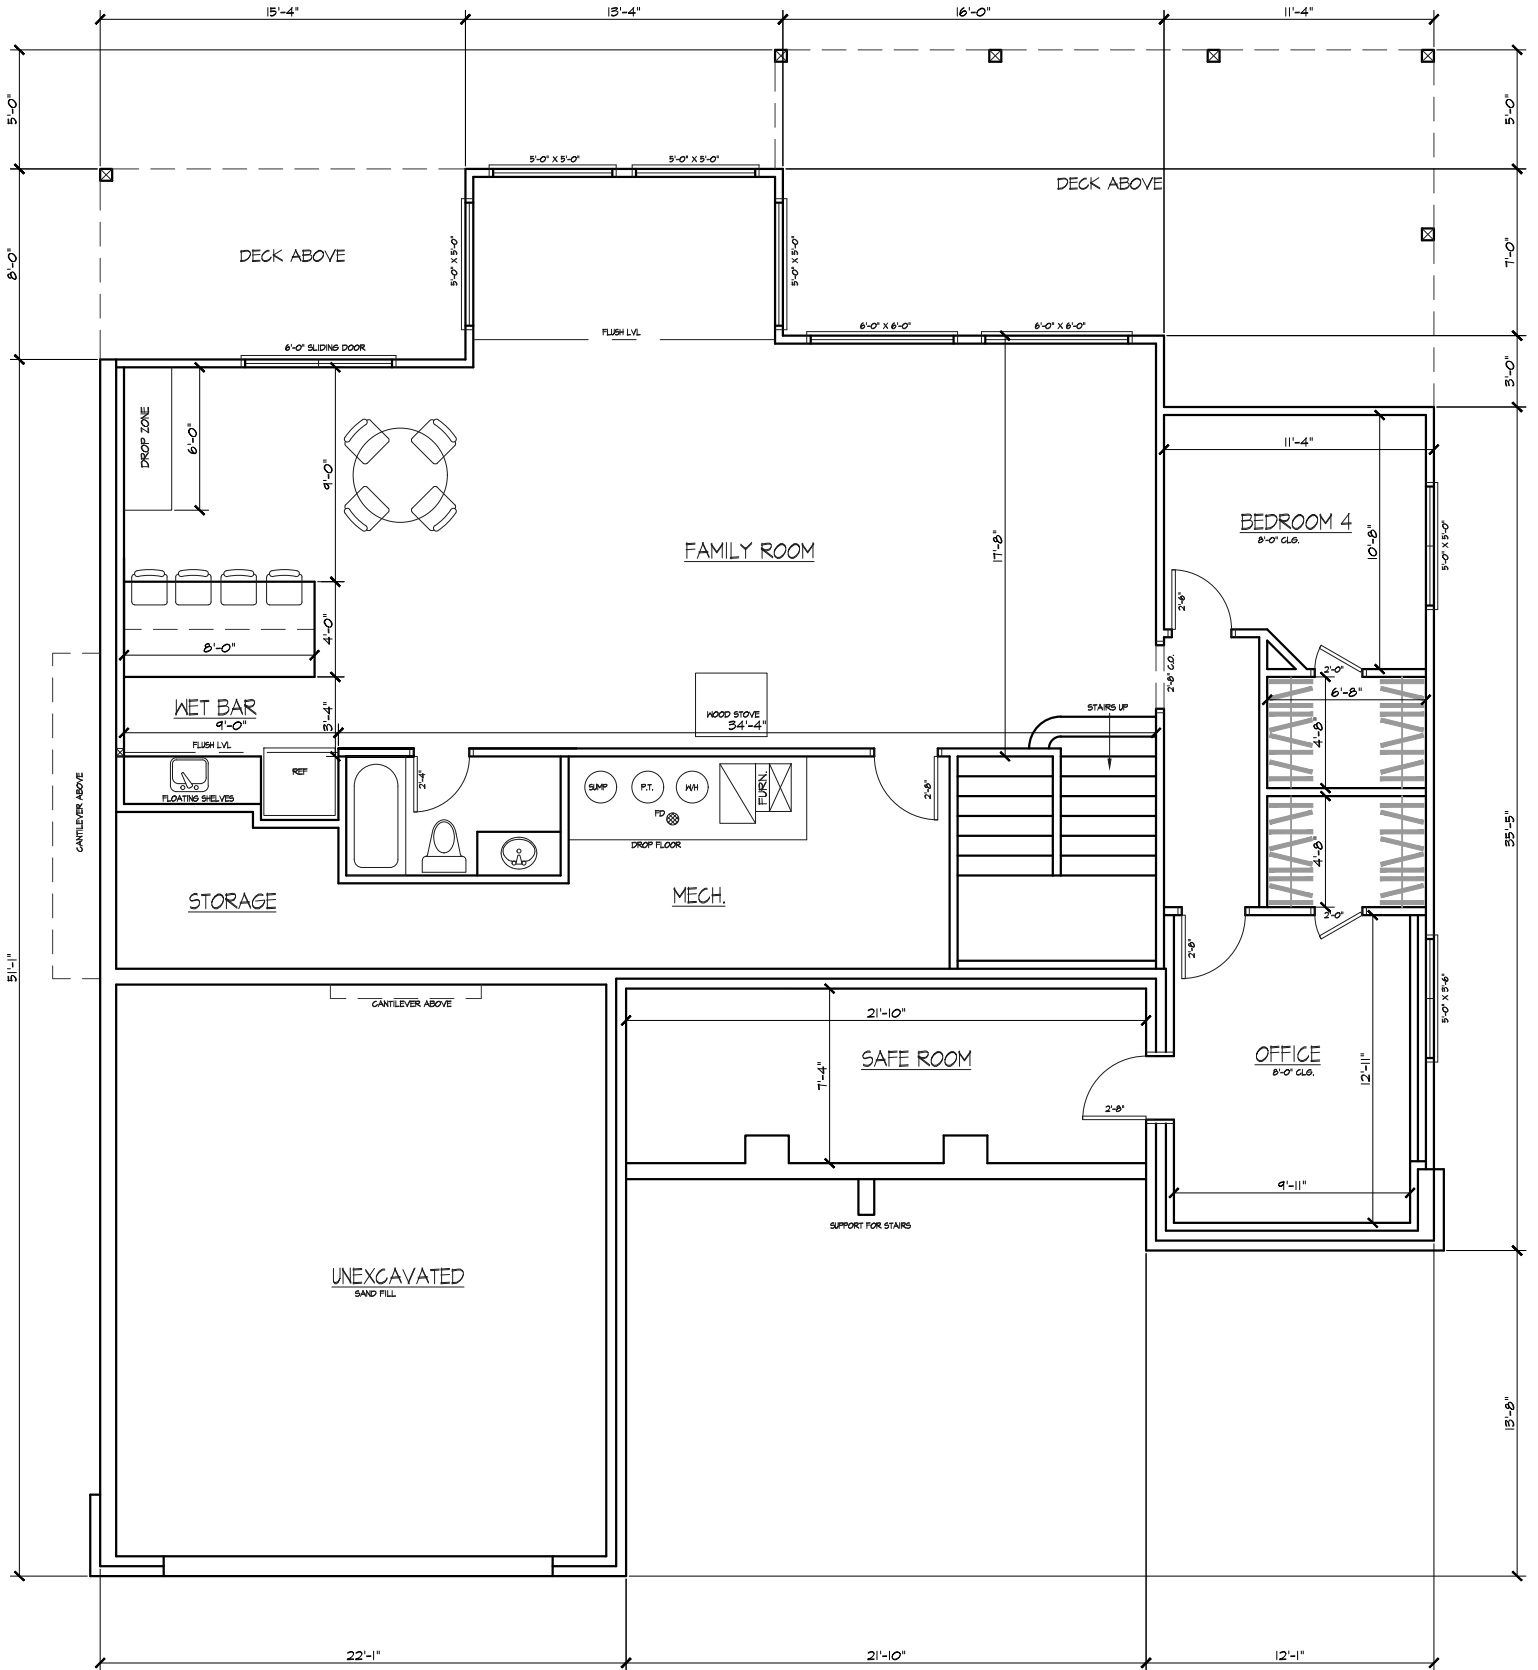 15'-4"
13'-4"
16'-0"
11'-4"
5'-0"
5'-0"
5'-0" X 5'-0"
5'-0" X 5'-0"
DECK ABOVE
8'-0"
DECK ABOVE
5'-0" X 5'-0"
5'-0" X 5'-0"
7'-0"
FLUSH LVL
6'-0" X 6'-0"
6'-0" X 6'-0"
6'-0" SLIDING DOOR
3'-0"
DROP ZONE
6'-0"
9'-0"
11'-4"
BEDROOM 4
8'-0" CLG.
10'-8"
5'-0" X 5'-0"
FAMILY ROOM
17'-8"
2'-6"
4'-0"
8'-0"
2'-8" C.O.
2'-0"
6'-8"
WET BAR
9'-0"
3'-4"
WOOD STOVE
34'-4"
STAIRS UP
4'-8"
FLUSH LVL
REF
FLOATING SHELVES
CANTILEVER ABOVE
2'-4"
SUMP
P.T.
W/H
FURN.
FD
DROP FLOOR
2'-8"
4'-8"
35'-5"
STORAGE
MECH.
2'-0"
2'-8"
51'-1"
CANTILEVER ABOVE
21'-10"
SAFE ROOM
7'-4"
2'-8"
OFFICE
8'-0" CLG.
12'-11"
5'-0" X 3'-6"
9'-11"
SUPPORT FOR STAIRS
UNEXCAVATED
SAND FILL
13'-8"
22'-1"
21'-10"
12'-1"